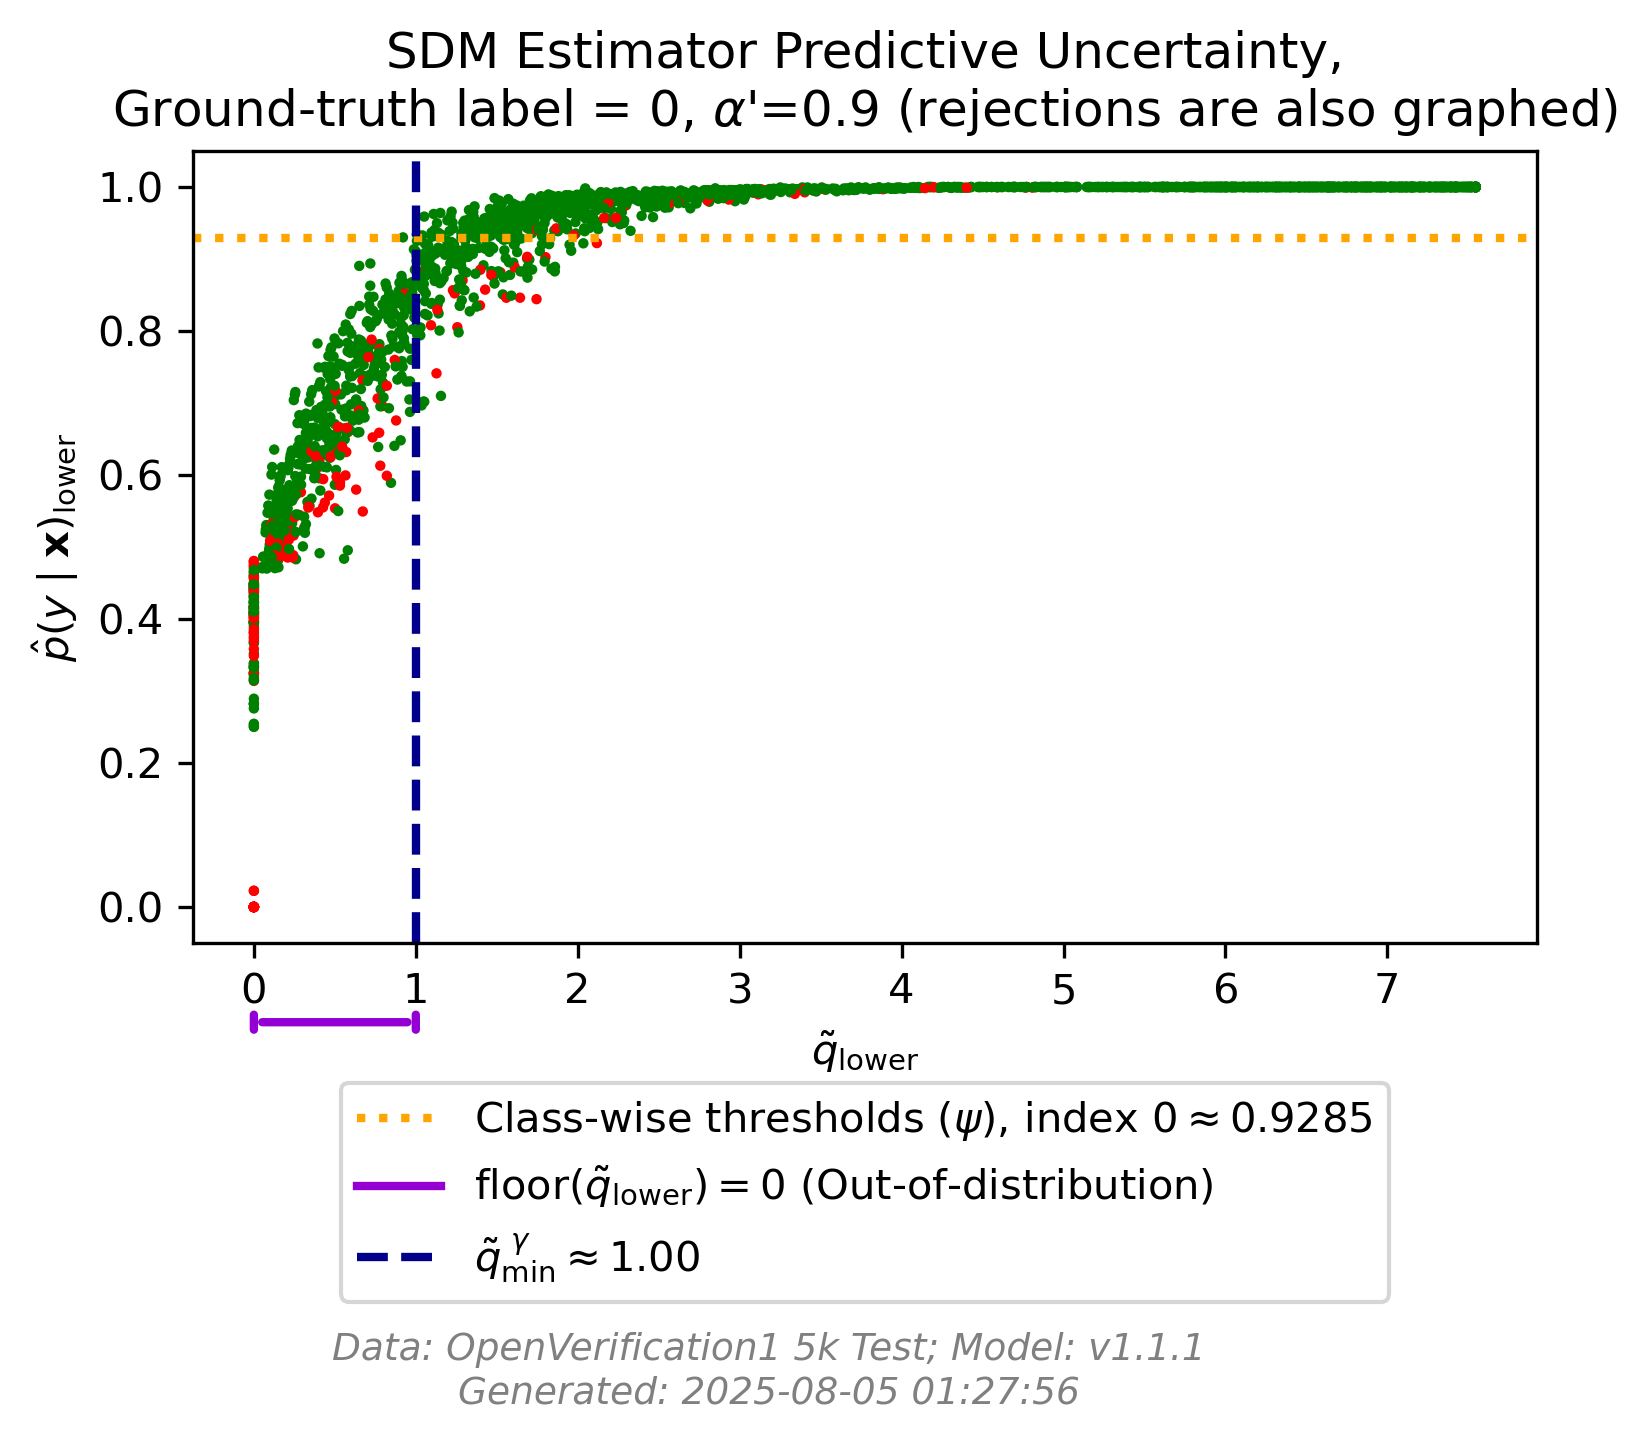 SDM Estimator Predictive Uncertainty,
Ground-truth label = 0, α'=0.9 (rejections are also graphed)
1.0
0.8
0.6
0.4
0.2
0.0
p̂(y | x)lower
0 1 2 3 4 5 6 7
q̃lower
Class-wise thresholds (ψ), index 0 ≈ 0.9285
floor(q̃lower) = 0 (Out-of-distribution)
q̃γmin ≈ 1.00
Data: OpenVerification1 5k Test; Model: v1.1.1
Generated: 2025-08-05 01:27:56